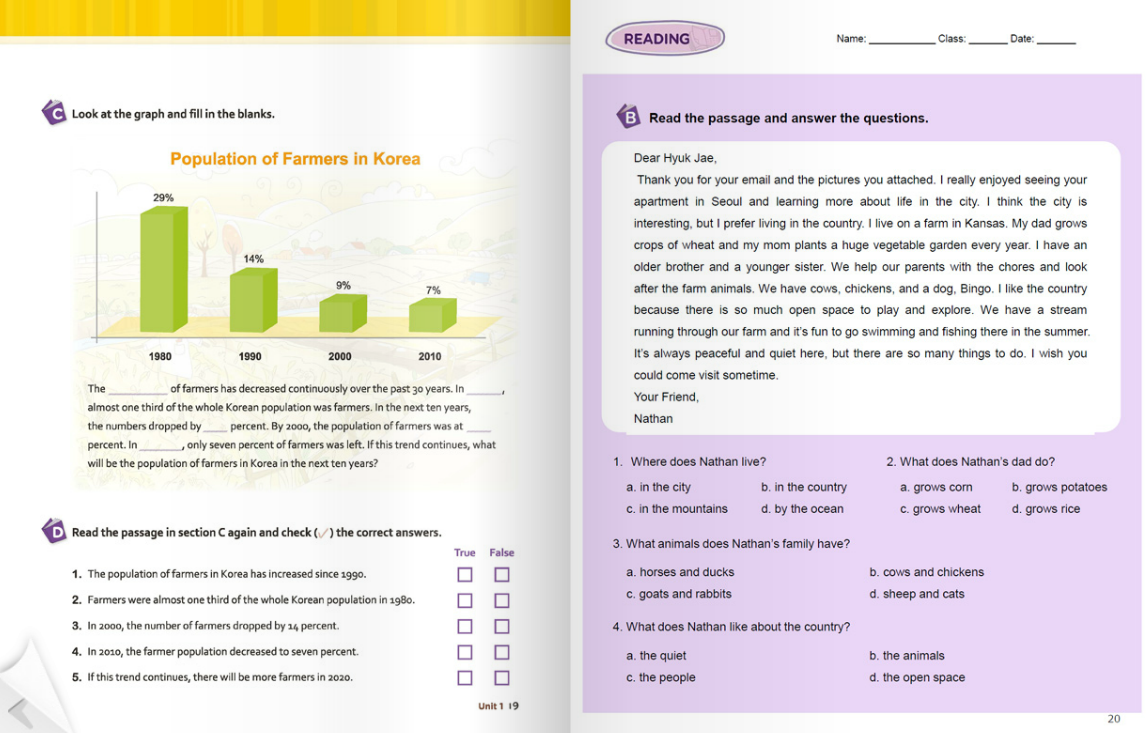 C Look at the graph and fill in the blanks.
Population of Farmers in Korea
29%
14%
9%
7%
1980 1990 2000 2010
The __________ of farmers has decreased continuously over the past 30 years. In ______,
almost one third of the whole Korean population was farmers. In the next ten years,
the numbers dropped by ____ percent. By 2000, the population of farmers was at ____
percent. In _______, only seven percent of farmers was left. If this trend continues, what
will be the population of farmers in Korea in the next ten years?
D Read the passage in section C again and check (✓) the correct answers.
True False
1. The population of farmers in Korea has increased since 1990.
2. Farmers were almost one third of the whole Korean population in 1980.
3. In 2000, the number of farmers dropped by 14 percent.
4. In 2010, the farmer population decreased to seven percent.
5. If this trend continues, there will be more farmers in 2020.
Unit 1 19
READING
Name: __________ Class: ______ Date: ______
B Read the passage and answer the questions.
Dear Hyuk Jae,
Thank you for your email and the pictures you attached. I really enjoyed seeing your
apartment in Seoul and learning more about life in the city. I think the city is
interesting, but I prefer living in the country. I live on a farm in Kansas. My dad grows
crops of wheat and my mom plants a huge vegetable garden every year. I have an
older brother and a younger sister. We help our parents with the chores and look
after the farm animals. We have cows, chickens, and a dog, Bingo. I like the country
because there is so much open space to play and explore. We have a stream
running through our farm and it's fun to go swimming and fishing there in the summer.
It's always peaceful and quiet here, but there are so many things to do. I wish you
could come visit sometime.
Your Friend,
Nathan
1. Where does Nathan live? 2. What does Nathan's dad do?
a. in the city b. in the country a. grows corn b. grows potatoes
c. in the mountains d. by the ocean c. grows wheat d. grows rice
3. What animals does Nathan's family have?
a. horses and ducks b. cows and chickens
c. goats and rabbits d. sheep and cats
4. What does Nathan like about the country?
a. the quiet b. the animals
c. the people d. the open space
20